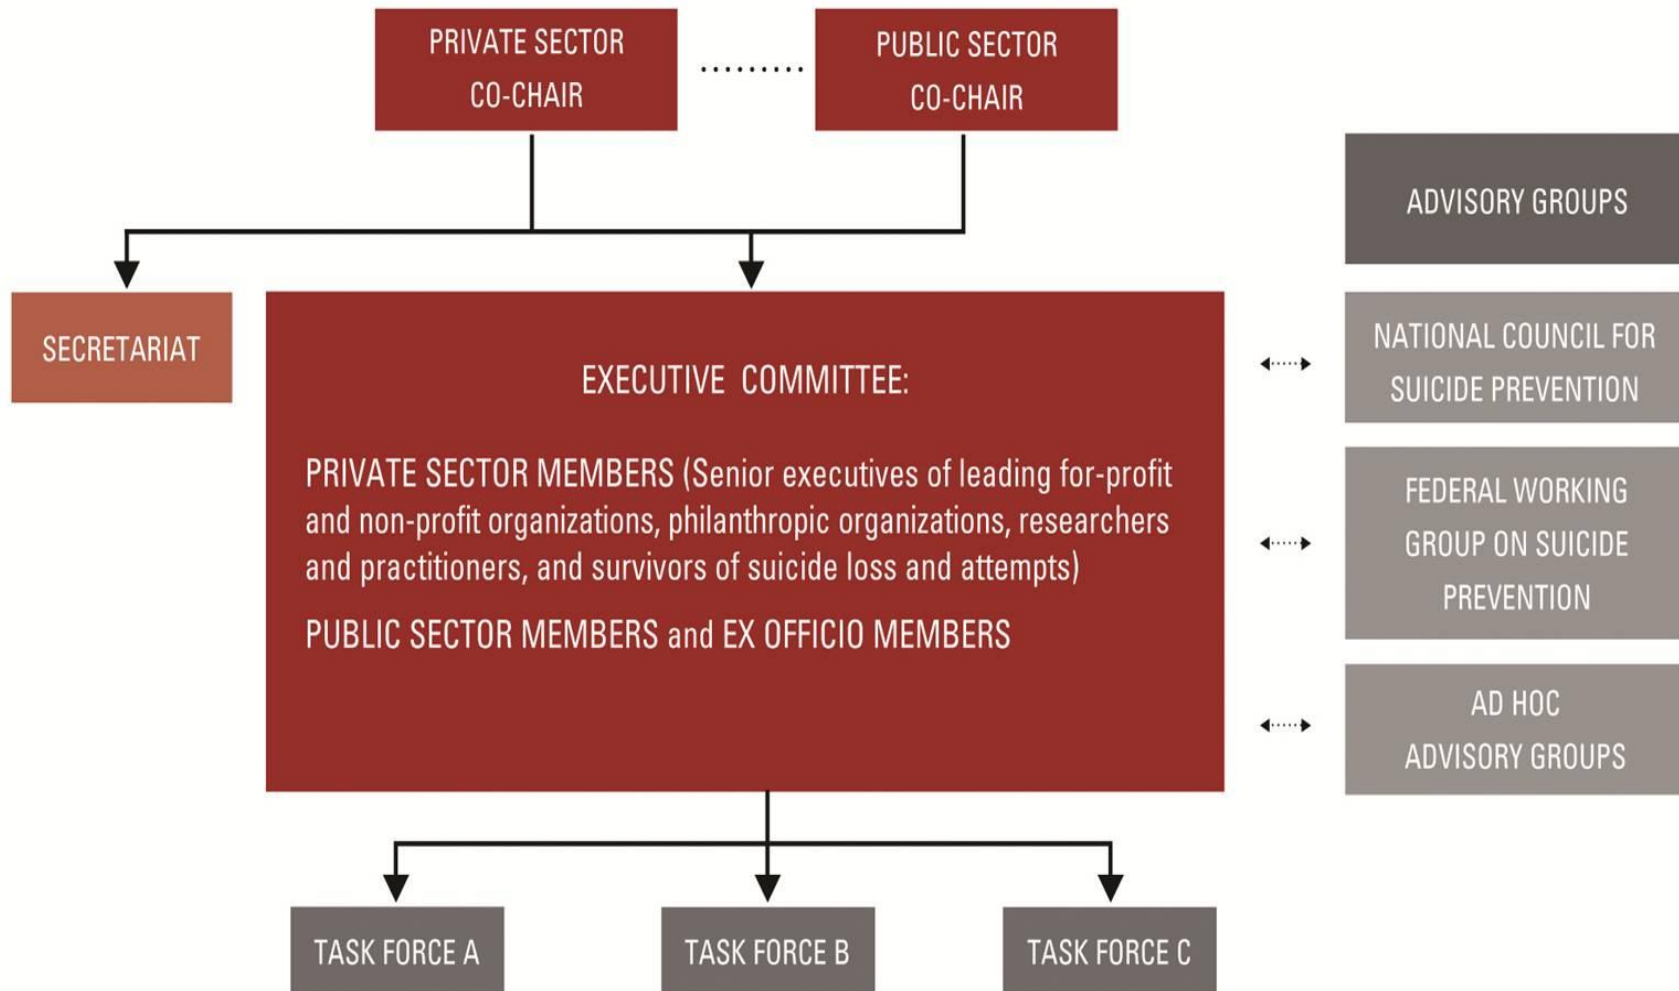 PRIVATE SECTOR
CO-CHAIR
PUBLIC SECTOR
CO-CHAIR
ADVISORY GROUPS
SECRETARIAT
EXECUTIVE COMMITTEE:
PRIVATE SECTOR MEMBERS (Senior executives of leading for-profit
and non-profit organizations, philanthropic organizations, researchers
and practitioners, and survivors of suicide loss and attempts)
PUBLIC SECTOR MEMBERS and EX OFFICIO MEMBERS
NATIONAL COUNCIL FOR
SUICIDE PREVENTION
FEDERAL WORKING
GROUP ON SUICIDE
PREVENTION
AD HOC
ADVISORY GROUPS
TASK FORCE A
TASK FORCE B
TASK FORCE C